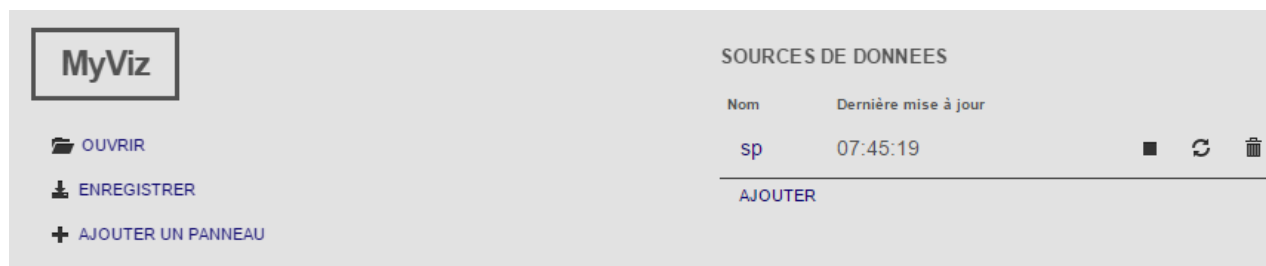 MyViz
OUVRIR
ENREGISTRER
AJOUTER UN PANNEAU
SOURCES DE DONNEES
Nom Dernière mise à jour
sp 07:45:19
AJOUTER